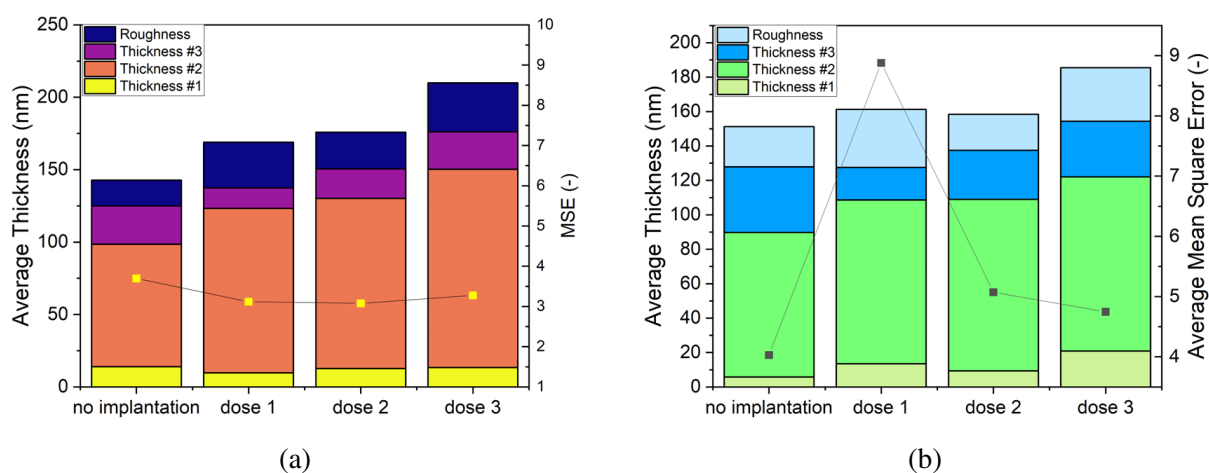 Roughness
Thickness #3
Thickness #2
Thickness #1
Average Thickness (nm)
250
200
150
100
50
0
10
9
8
7
6
5
4
3
2
1
MSE (-)
no implantation dose 1 dose 2 dose 3
(a)
Roughness
Thickness #3
Thickness #2
Thickness #1
Average Thickness (nm)
200
180
160
140
120
100
80
60
40
20
0
9
8
7
6
5
4
Average Mean Square Error (-)
no implantation dose 1 dose 2 dose 3
(b)